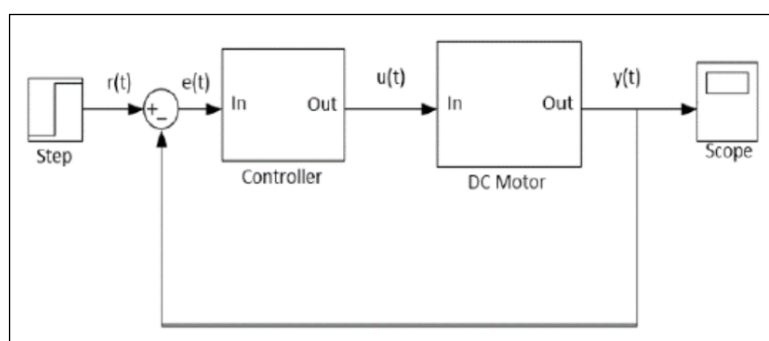 r(t)
e(t)
u(t)
y(t)
+
−
In
Out
In
Out
Step
Controller
DC Motor
Scope